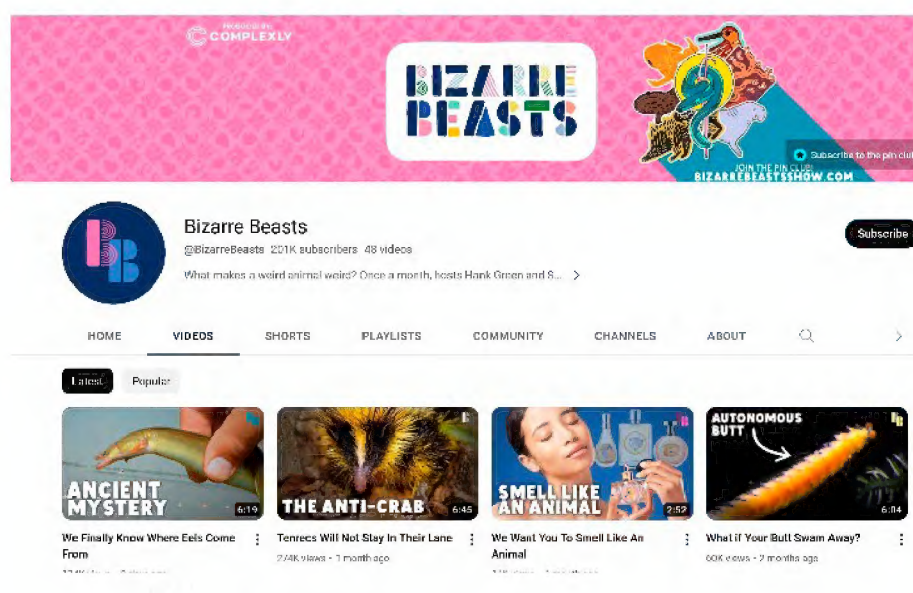 PRODUCED BY
COMPLEXLY
BIZARRE
BEASTS
Subscribe to the pin club
JOIN THE PIN CLUB!
BIZARREBEASTSSHOW.COM
Bizarre Beasts
@BizarreBeasts 201K subscribers 48 videos
Subscribe
What makes a weird animal weird? Once a month, hosts Hank Green and S...
HOME VIDEOS SHORTS PLAYLISTS COMMUNITY CHANNELS ABOUT
Latest Popular
ANCIENT
MYSTERY
6:19
THE ANTI-CRAB
6:45
SMELL LIKE
AN ANIMAL
2:52
AUTONOMOUS
BUTT
6:04
We Finally Know Where Eels Come
From
Tenrecs Will Not Stay In Their Lane
274K views • 1 month ago
We Want You To Smell Like An
Animal
What if Your Butt Swam Away?
60K views • 2 months ago